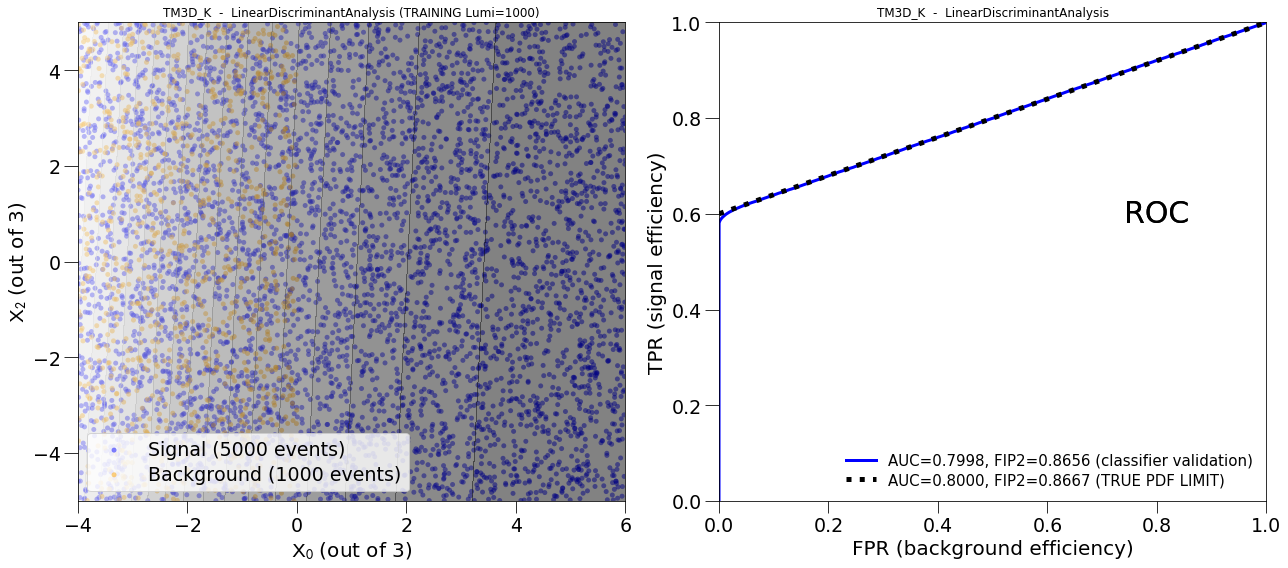 TM3D_K - LinearDiscriminantAnalysis (TRAINING Lumi=1000)
4
2
0
−2
−4
X₂ (out of 3)
Signal (5000 events)
Background (1000 events)
−4 −2 0 2 4 6
X₀ (out of 3)
TM3D_K - LinearDiscriminantAnalysis
1.0
0.8
0.6
0.4
0.2
0.0
TPR (signal efficiency)
ROC
AUC=0.7998, FIP2=0.8656 (classifier validation)
AUC=0.8000, FIP2=0.8667 (TRUE PDF LIMIT)
0.0 0.2 0.4 0.6 0.8 1.0
FPR (background efficiency)